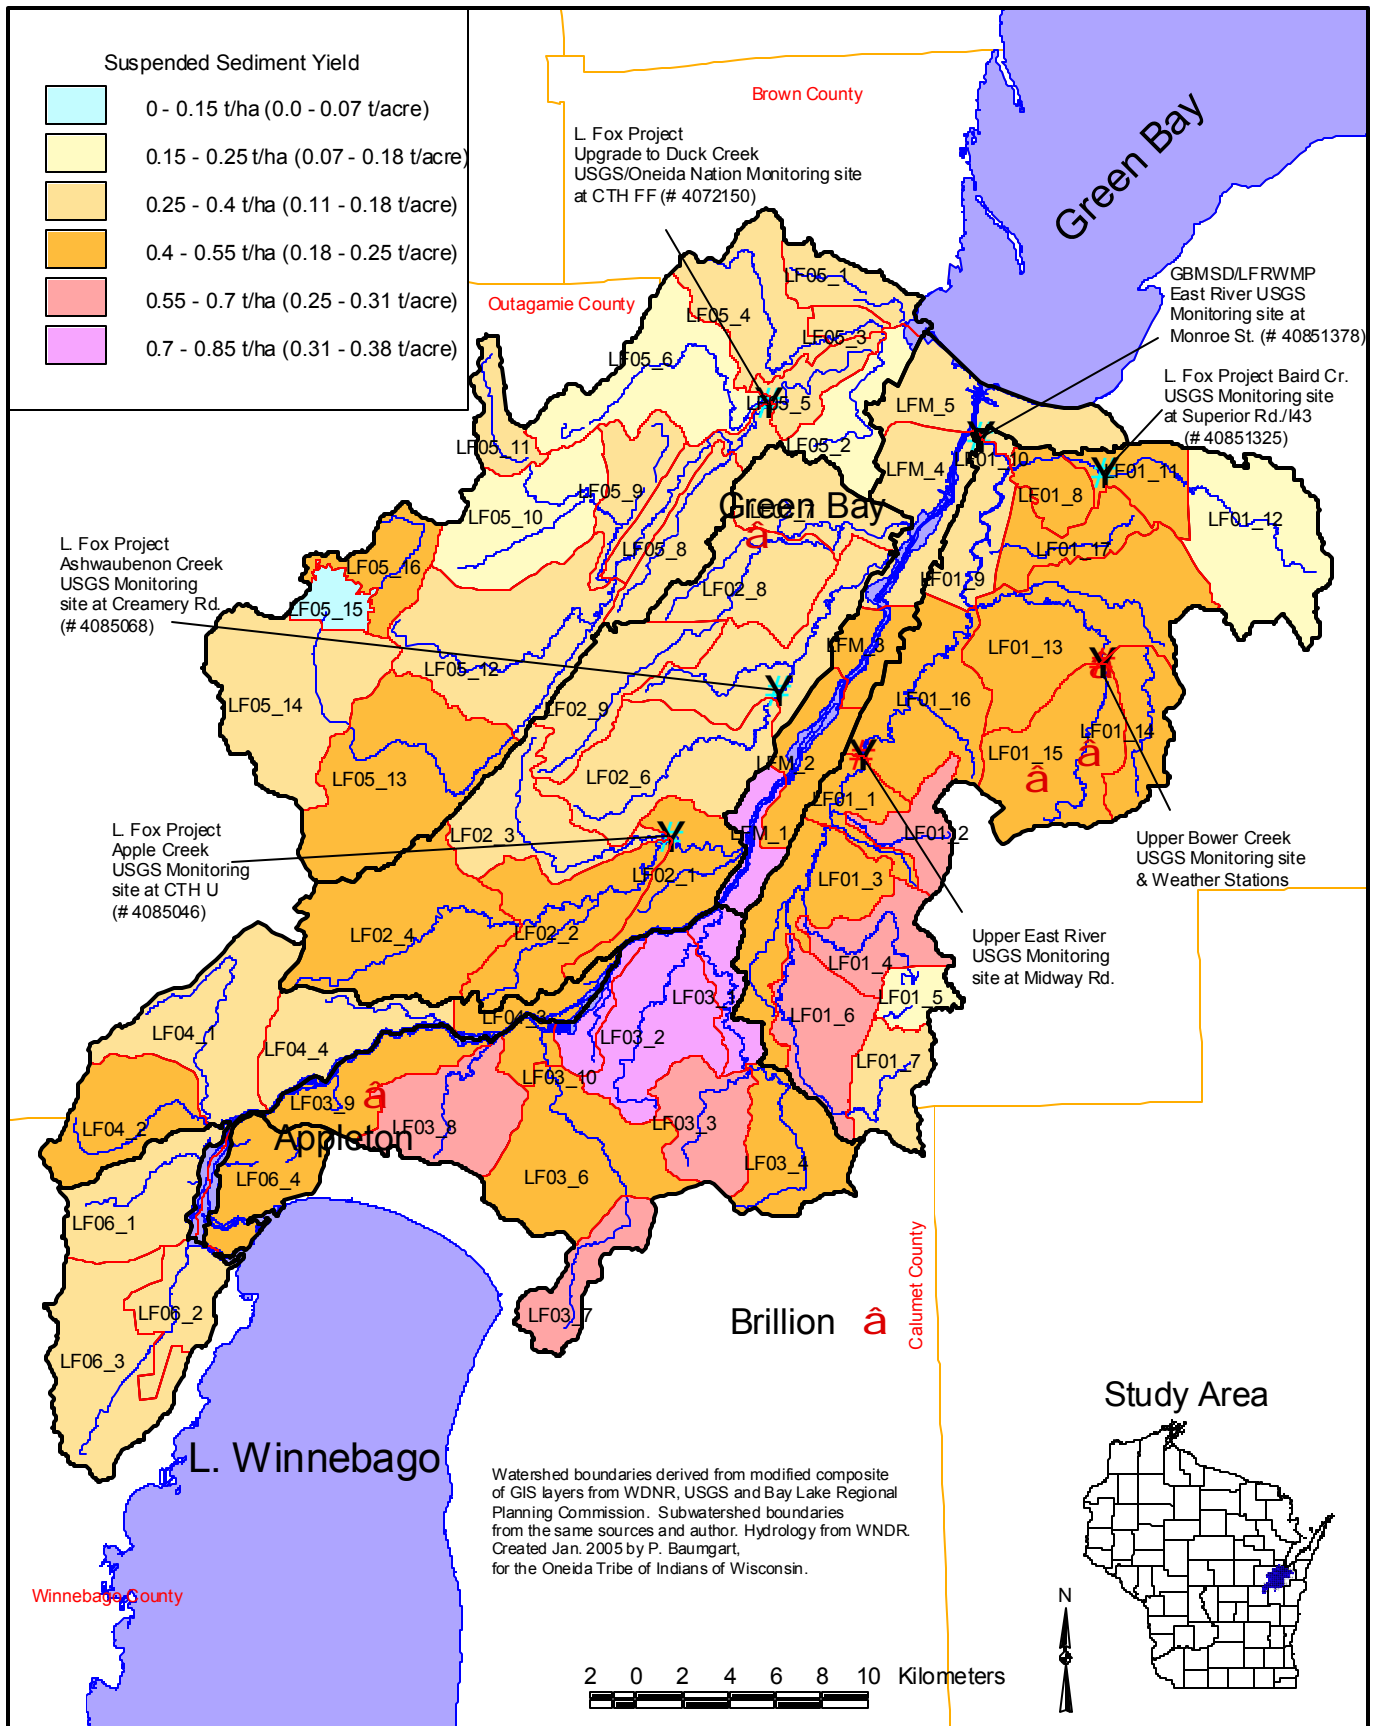 Suspended Sediment Yield
0 - 0.15 t/ha (0.0 - 0.07 t/acre)
0.15 - 0.25 t/ha (0.07 - 0.18 t/acre)
0.25 - 0.4 t/ha (0.11 - 0.18 t/acre)
0.4 - 0.55 t/ha (0.18 - 0.25 t/acre)
0.55 - 0.7 t/ha (0.25 - 0.31 t/acre)
0.7 - 0.85 t/ha (0.31 - 0.38 t/acre)
Brown County
L. Fox Project
Upgrade to Duck Creek
USGS/Oneida Nation Monitoring site
at CTH FF (# 4072150)
Green Bay
GBMSD/LFRWMP
East River USGS
Monitoring site at
Monroe St. (# 40851378)
Outagamie County
L. Fox Project Baird Cr.
USGS Monitoring site
at Superior Rd./I43
(# 40851325)
LF05_1
LF05_4
LF05_3
LF05_6
LF05_5
LFM_5
LF05_2
LF05_11
LFM_4
LF01_10
LF01_11
LF05_9
LF01_8
Green Bay
LF05_10
LF01_12
LF05_8
LF01_17
L. Fox Project
Ashwaubenon Creek
USGS Monitoring
site at Creamery Rd.
(# 4085068)
LF05_16
LF02_8
LF01_9
LF05_15
LFM_3
LF01_13
LF05_12
LF01_16
LF05_14
LF02_9
LF01_14
LF01_15
LF05_13
LF02_6
LFM_2
LF01_1
LF02_3
LFM_1
LF01_2
L. Fox Project
Apple Creek
USGS Monitoring
site at CTH U
(# 4085046)
Upper Bower Creek
USGS Monitoring site
& Weather Stations
LF02_1
LF01_3
LF02_4
LF02_2
Upper East River
USGS Monitoring
site at Midway Rd.
LF01_4
LF01_5
LF01_6
LF04_3
LF03_2
LF04_1
LF04_4
LF01_7
LF03_10
LF03_9
LF03_8
LF03_3
LF04_2
Appleton
LF03_4
LF06_4
LF03_6
LF06_1
LF06_2
LF03_7
Brillion
Calumet County
LF06_3
Study Area
L. Winnebago
Watershed boundaries derived from modified composite
of GIS layers from WDNR, USGS and Bay Lake Regional
Planning Commission. Subwatershed boundaries
from the same sources and author. Hydrology from WNDR.
Created Jan. 2005 by P. Baumgart,
for the Oneida Tribe of Indians of Wisconsin.
Winnebago County
N
2 0 2 4 6 8 10 Kilometers